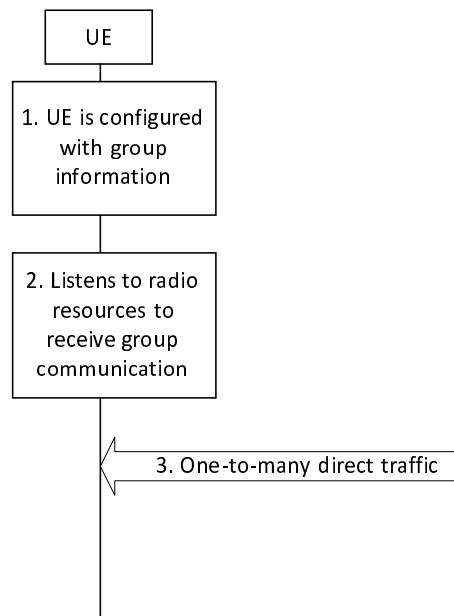 UE
1. UE is configured
with group
information
2. Listens to radio
resources to
receive group
communication
3. One-to-many direct traffic